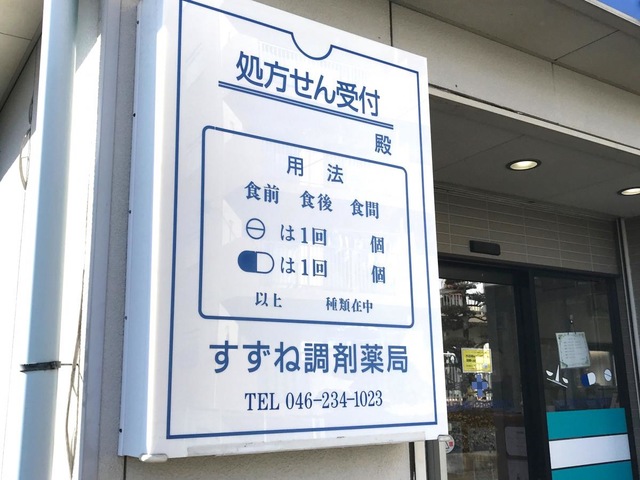 処方せん受付
殿
用法
食前 食後 食間
は1回 個
は1回 個
以上 種類在中
すずね調剤薬局
TEL 046-234-1023